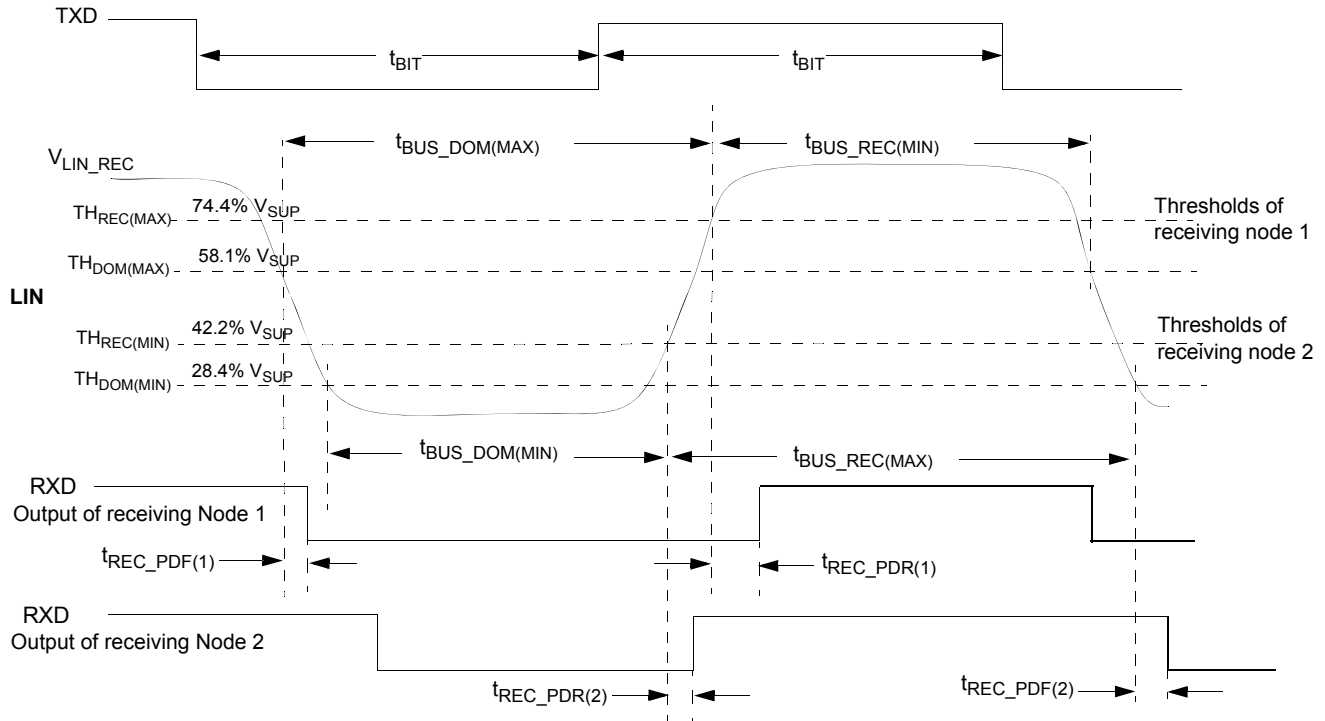 TXD
tBIT
tBIT
tBUS_DOM(MAX)
tBUS_REC(MIN)
VLIN_REC
THREC(MAX) 74.4% VSUP
Thresholds of
receiving node 1
THDOM(MAX) 58.1% VSUP
LIN
THREC(MIN) 42.2% VSUP
Thresholds of
receiving node 2
THDOM(MIN) 28.4% VSUP
tBUS_DOM(MIN)
tBUS_REC(MAX)
RXD
Output of receiving Node 1
tREC_PDF(1)
tREC_PDR(1)
RXD
Output of receiving Node 2
tREC_PDR(2)
tREC_PDF(2)